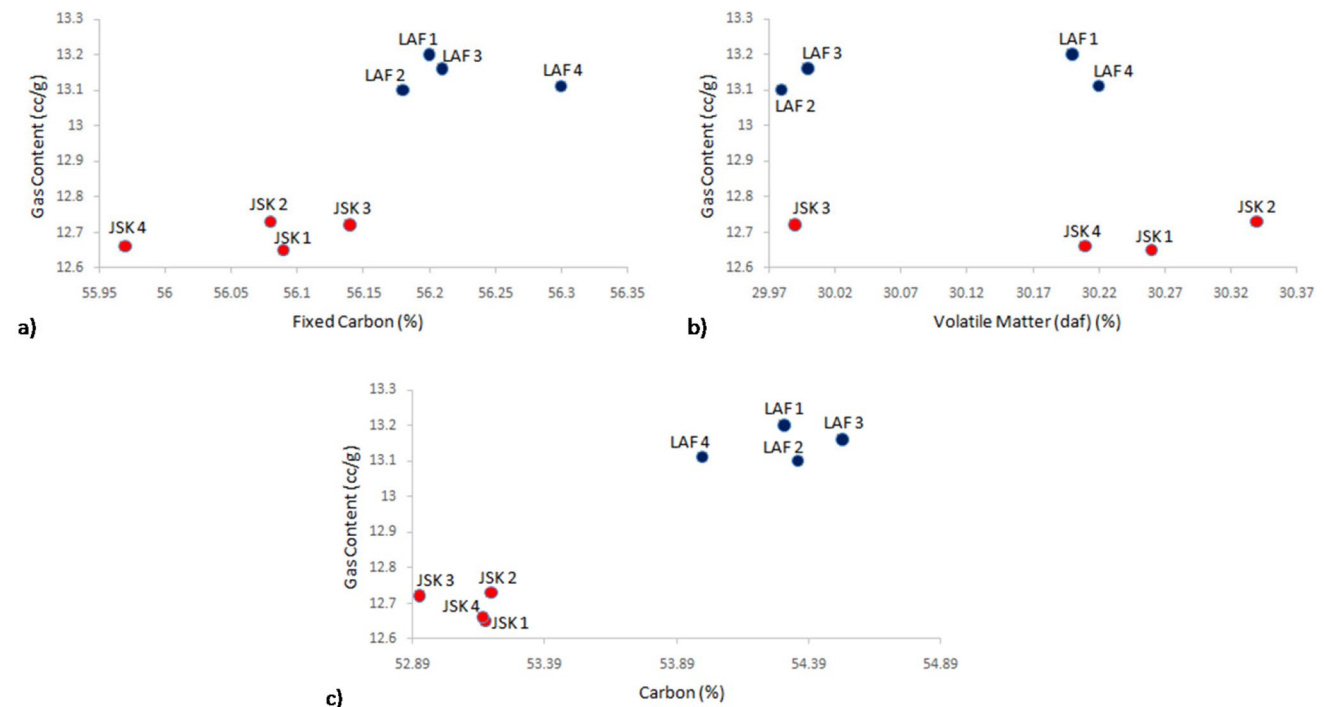 13.3
13.2
13.1
13
12.9
12.8
12.7
12.6
Gas Content (cc/g)
LAF 1
LAF 3
LAF 2
LAF 4
JSK 2
JSK 3
JSK 4
JSK 1
55.95 56 56.05 56.1 56.15 56.2 56.25 56.3 56.35
Fixed Carbon (%)
a)
13.3
13.2
13.1
13
12.9
12.8
12.7
12.6
Gas Content (cc/g)
LAF 3
LAF 1
LAF 4
LAF 2
JSK 3
JSK 2
JSK 4
JSK 1
29.97 30.02 30.07 30.12 30.17 30.22 30.27 30.32 30.37
Volatile Matter (daf) (%)
b)
13.3
13.2
13.1
13
12.9
12.8
12.7
12.6
Gas Content (cc/g)
LAF 1
LAF 3
LAF 4
LAF 2
JSK 3
JSK 2
JSK 4
JSK 1
52.89 53.39 53.89 54.39 54.89
Carbon (%)
c)